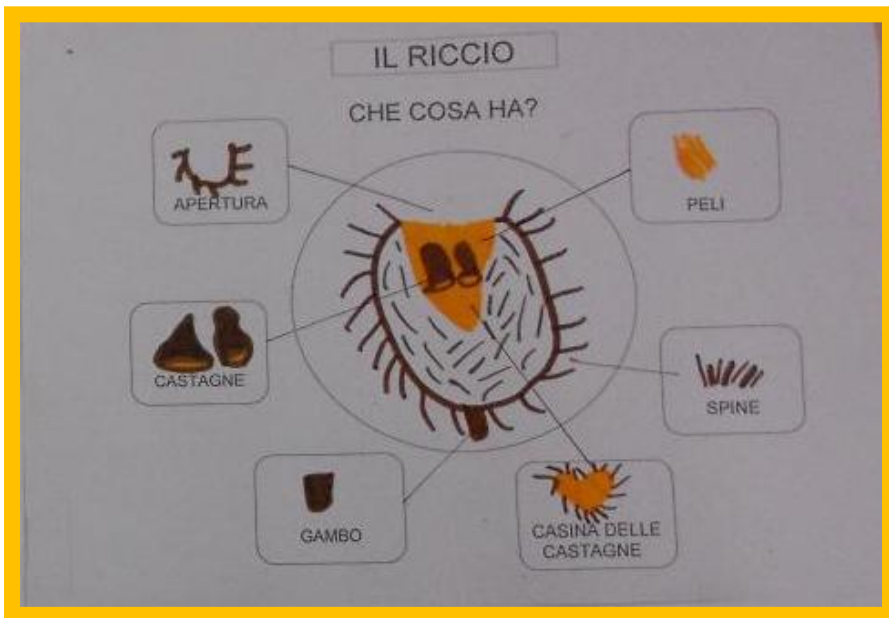 IL RICCIO
CHE COSA HA?
APERTURA
PELI
CASTAGNE
SPINE
GAMBO
CASINA DELLE
CASTAGNE